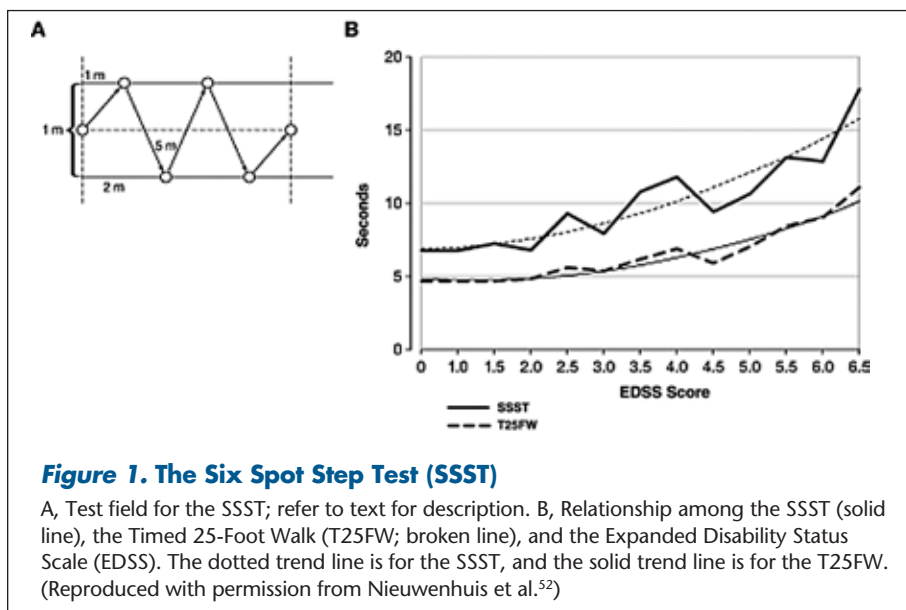 A
B
1 m
1 m
5 m
2 m
20
15
10
5
0
Seconds
0 1.0 1.5 2.0 2.5 3.0 3.5 4.0 4.5 5.0 5.5 6.0 6.5
EDSS Score
SSST
T25FW
Figure 1. The Six Spot Step Test (SSST)
A, Test field for the SSST; refer to text for description. B, Relationship among the SSST (solid
line), the Timed 25-Foot Walk (T25FW; broken line), and the Expanded Disability Status
Scale (EDSS). The dotted trend line is for the SSST, and the solid trend line is for the T25FW.
(Reproduced with permission from Nieuwenhuis et al.⁵²)